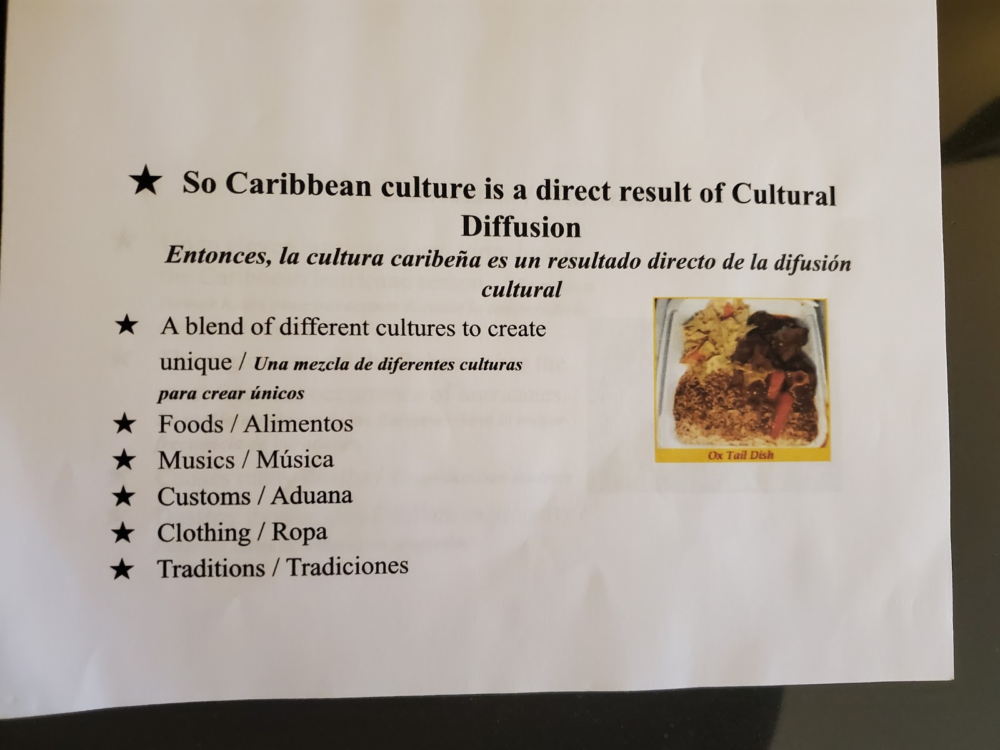 ★ So Caribbean culture is a direct result of Cultural
Diffusion
Entonces, la cultura caribeña es un resultado directo de la difusión
cultural
★ A blend of different cultures to create
unique / Una mezcla de diferentes culturas
para crear únicos
★ Foods / Alimentos
★ Musics / Música
★ Customs / Aduana
★ Clothing / Ropa
★ Traditions / Tradiciones
Ox Tail Dish